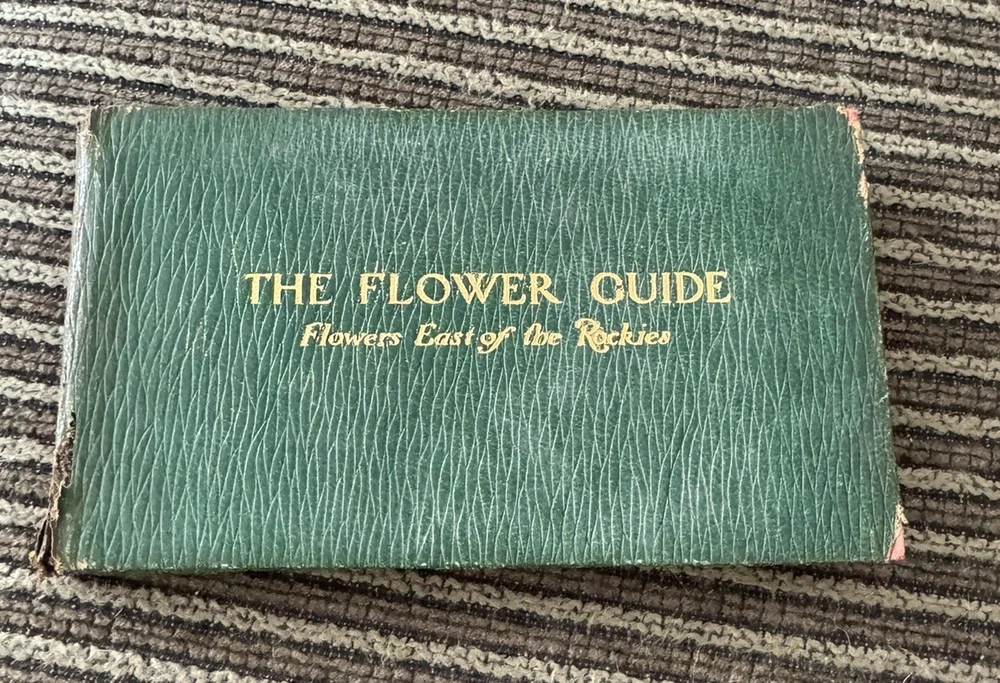 THE FLOWER GUIDE
Flowers East of the Rockies